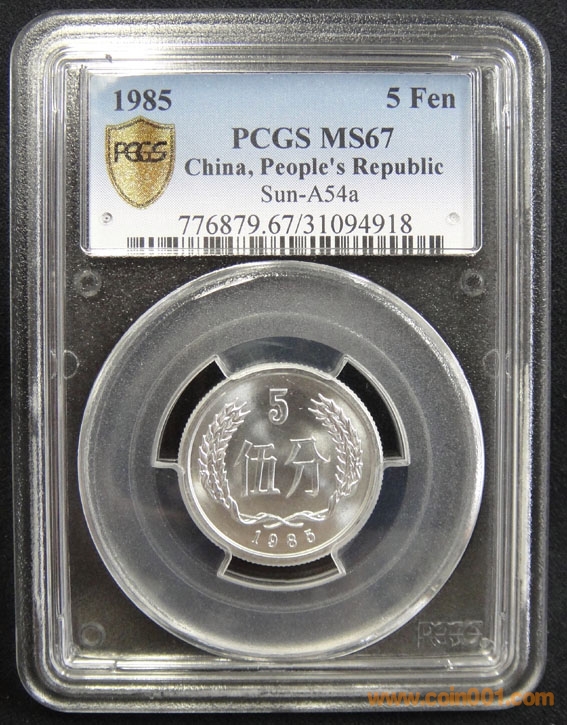 1985 5 Fen
PCGS
PCGS MS67
China, People's Republic
Sun-A54a
776879.67/31094918
5
伍分
1985
PCGS
www.coin001.com